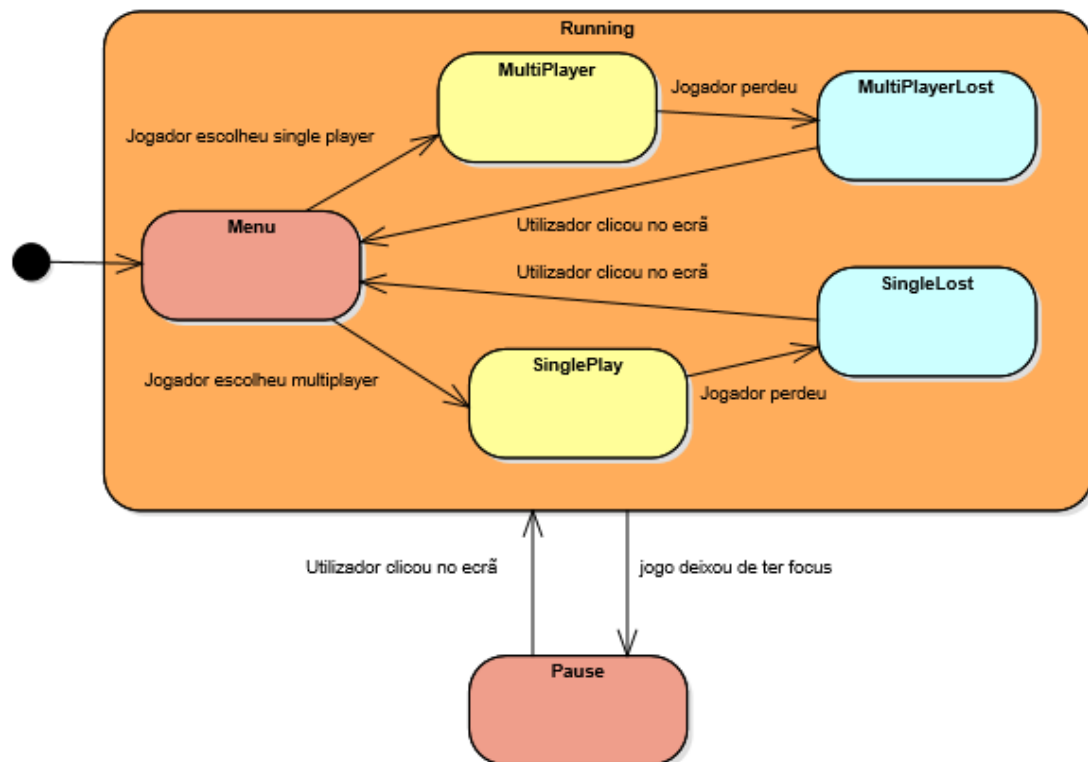 Running
MultiPlayer
MultiPlayerLost
Jogador perdeu
Jogador escolheu single player
Menu
Utilizador clicou no ecrã
Utilizador clicou no ecrã
SingleLost
SinglePlay
Jogador escolheu multiplayer
Jogador perdeu
Utilizador clicou no ecrã
jogo deixou de ter focus
Pause